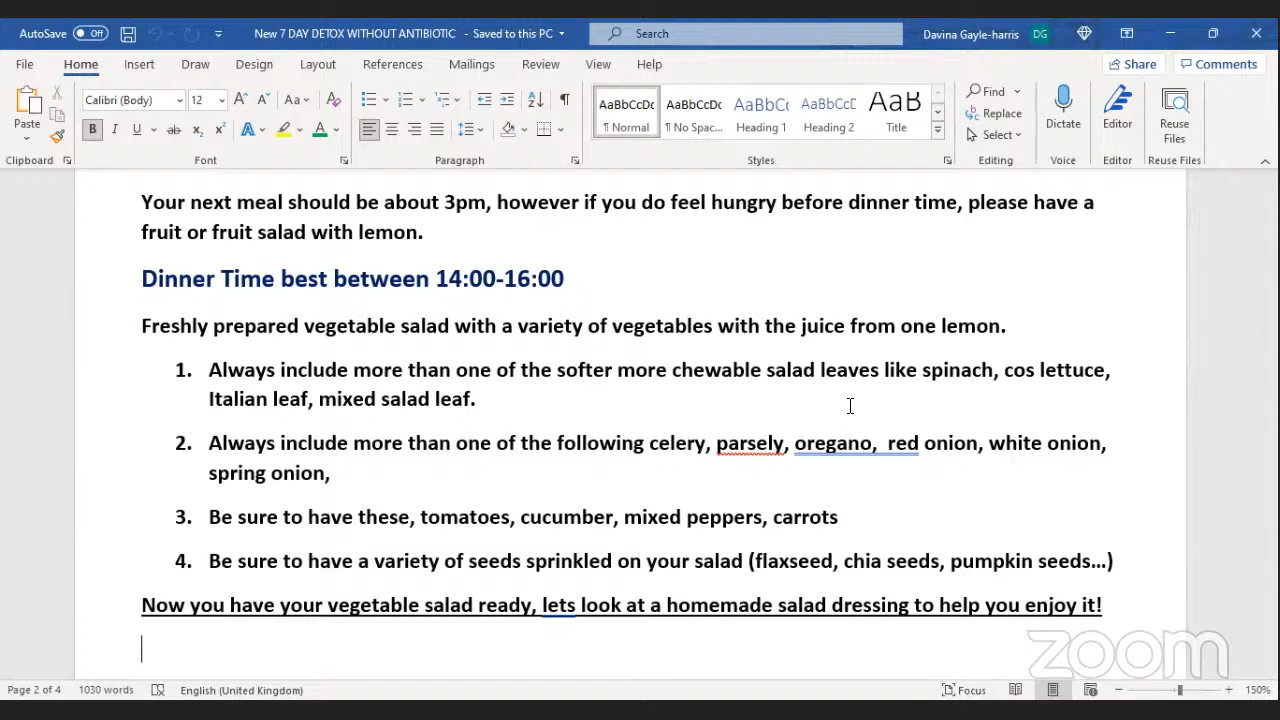 AutoSave Off New 7 DAY DETOX WITHOUT ANTIBIOTIC - Saved to this PC Search Davina Gayle-harris DG
File Home Insert Draw Design Layout References Mailings Review View Help Share Comments
Calibri (Body) 12 Aa AaBbCcDc AaBbCcDc AaBbCc AaBbCcD AaB Find
Paste Replace Dictate Editor Reuse Files
B I U ab x₂ x² A A ¶ Normal ¶ No Spac... Heading 1 Heading 2 Title Select
Clipboard Font Paragraph Styles Editing Voice Editor Reuse Files
Your next meal should be about 3pm, however if you do feel hungry before dinner time, please have a
fruit or fruit salad with lemon.
Dinner Time best between 14:00-16:00
Freshly prepared vegetable salad with a variety of vegetables with the juice from one lemon.
1. Always include more than one of the softer more chewable salad leaves like spinach, cos lettuce,
Italian leaf, mixed salad leaf.
2. Always include more than one of the following celery, parsely, oregano, red onion, white onion,
spring onion,
3. Be sure to have these, tomatoes, cucumber, mixed peppers, carrots
4. Be sure to have a variety of seeds sprinkled on your salad (flaxseed, chia seeds, pumpkin seeds...)
Now you have your vegetable salad ready, lets look at a homemade salad dressing to help you enjoy it!
zoom
Page 2 of 4 1030 words English (United Kingdom) Focus 150%